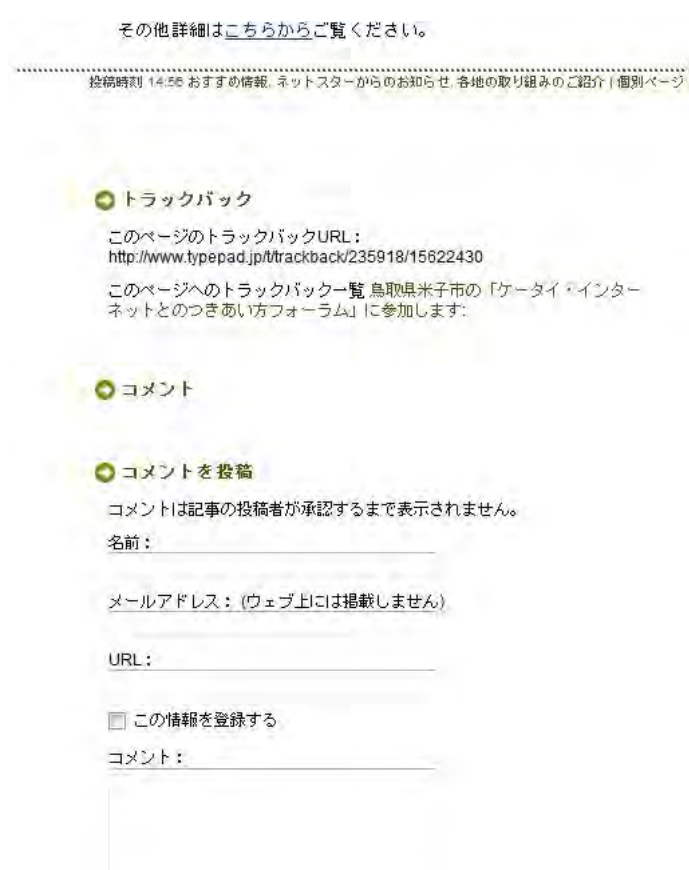 その他詳細はこちらからご覧ください。
投稿時刻 14:56 おすすめ情報, ネットスターからのお知らせ, 各地の取り組みのご紹介 | 個別ページ
トラックバック
このページのトラックバックURL：
http://www.typepad.jp/t/trackback/235918/15622430
このページへのトラックバック一覧 鳥取県米子市の「ケータイ・インター
ネットとのつきあい方フォーラム」に参加します:
コメント
コメントを投稿
コメントは記事の投稿者が承認するまで表示されません。
名前：
メールアドレス： (ウェブ上には掲載しません)
URL：
この情報を登録する
コメント：